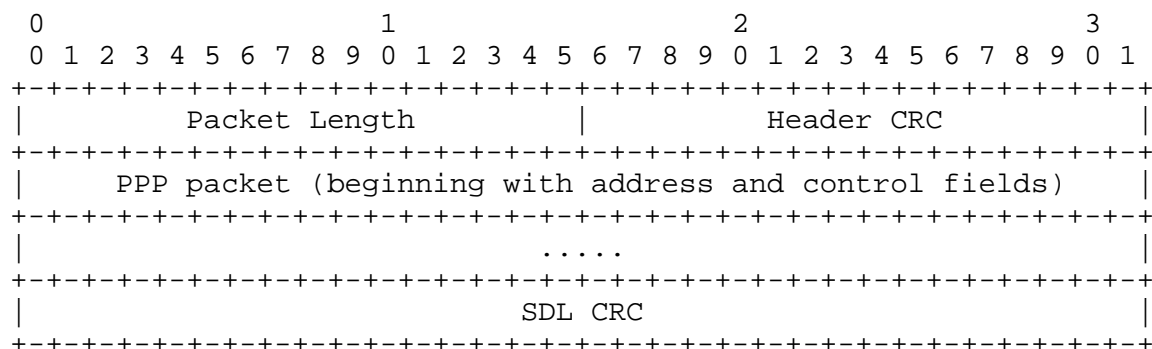 0                   1                   2                   3
 0 1 2 3 4 5 6 7 8 9 0 1 2 3 4 5 6 7 8 9 0 1 2 3 4 5 6 7 8 9 0 1
+-+-+-+-+-+-+-+-+-+-+-+-+-+-+-+-+-+-+-+-+-+-+-+-+-+-+-+-+-+-+-+-+
|         Packet Length         |          Header CRC           |
+-+-+-+-+-+-+-+-+-+-+-+-+-+-+-+-+-+-+-+-+-+-+-+-+-+-+-+-+-+-+-+-+
|     PPP packet (beginning with address and control fields)    |
+-+-+-+-+-+-+-+-+-+-+-+-+-+-+-+-+-+-+-+-+-+-+-+-+-+-+-+-+-+-+-+-+
|                             .....                             |
+-+-+-+-+-+-+-+-+-+-+-+-+-+-+-+-+-+-+-+-+-+-+-+-+-+-+-+-+-+-+-+-+
|                            SDL CRC                            |
+-+-+-+-+-+-+-+-+-+-+-+-+-+-+-+-+-+-+-+-+-+-+-+-+-+-+-+-+-+-+-+-+